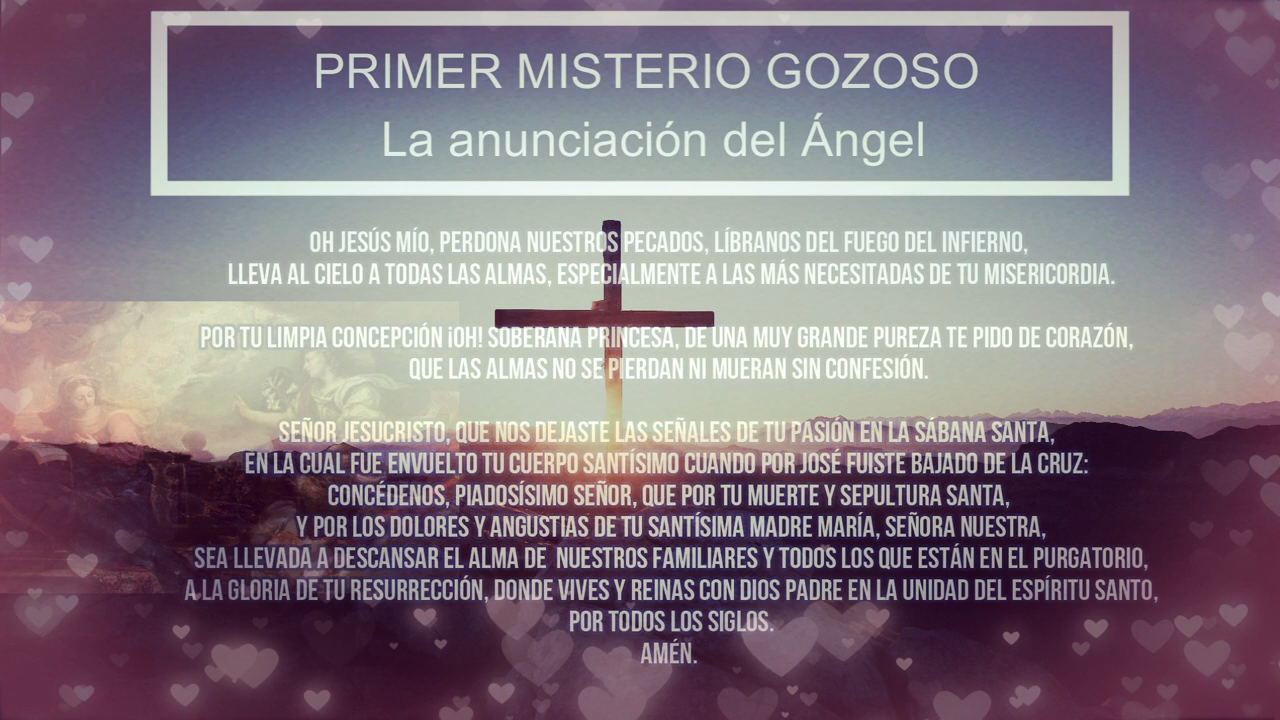 PRIMER MISTERIO GOZOSO
La anunciación del Ángel
OH JESÚS MÍO, PERDONA NUESTROS PECADOS, LÍBRANOS DEL FUEGO DEL INFIERNO,
LLEVA AL CIELO A TODAS LAS ALMAS, ESPECIALMENTE A LAS MÁS NECESITADAS DE TU MISERICORDIA.
POR TU LIMPIA CONCEPCIÓN ¡OH! SOBERANA PRINCESA, DE UNA MUY GRANDE PUREZA TE PIDO DE CORAZÓN,
QUE LAS ALMAS NO SE PIERDAN NI MUERAN SIN CONFESIÓN.
SEÑOR JESUCRISTO, QUE NOS DEJASTE LAS SEÑALES DE TU PASIÓN EN LA SÁBANA SANTA,
EN LA CUAL FUE ENVUELTO TU CUERPO SANTÍSIMO CUANDO POR JOSÉ FUISTE BAJADO DE LA CRUZ:
CONCÉDENOS, PIADOSÍSIMO SEÑOR, QUE POR TU MUERTE Y SEPULTURA SANTA,
Y POR LOS DOLORES Y ANGUSTIAS DE TU SANTÍSIMA MADRE MARÍA, SEÑORA NUESTRA,
SEA LLEVADA A DESCANSAR EL ALMA DE NUESTROS FAMILIARES Y TODOS LOS QUE ESTÁN EN EL PURGATORIO,
A LA GLORIA DE TU RESURRECCIÓN, DONDE VIVES Y REINAS CON DIOS PADRE EN LA UNIDAD DEL ESPÍRITU SANTO,
POR TODOS LOS SIGLOS.
AMÉN.